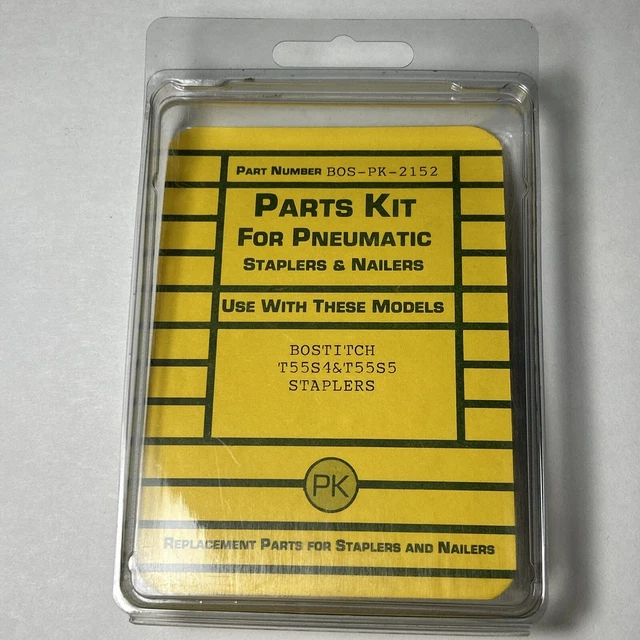 PART NUMBER BOS-PK-2152
PARTS KIT
FOR PNEUMATIC
STAPLERS & NAILERS
USE WITH THESE MODELS
BOSTITCH
T55S4&T55S5
STAPLERS
PK
REPLACEMENT PARTS FOR STAPLERS AND NAILERS